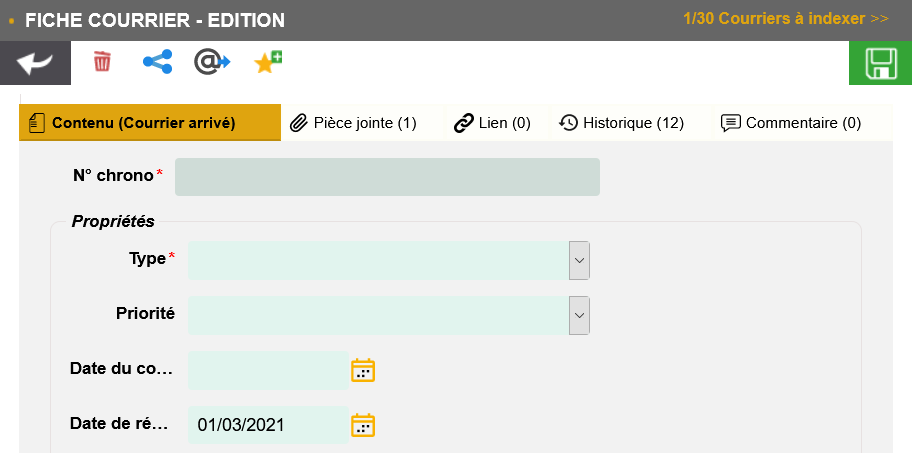 FICHE COURRIER - EDITION
1/30 Courriers à indexer >>
Contenu (Courrier arrivé)
Pièce jointe (1)
Lien (0)
Historique (12)
Commentaire (0)
N° chrono*
Propriétés
Type*
Priorité
Date du co...
Date de ré... 01/03/2021